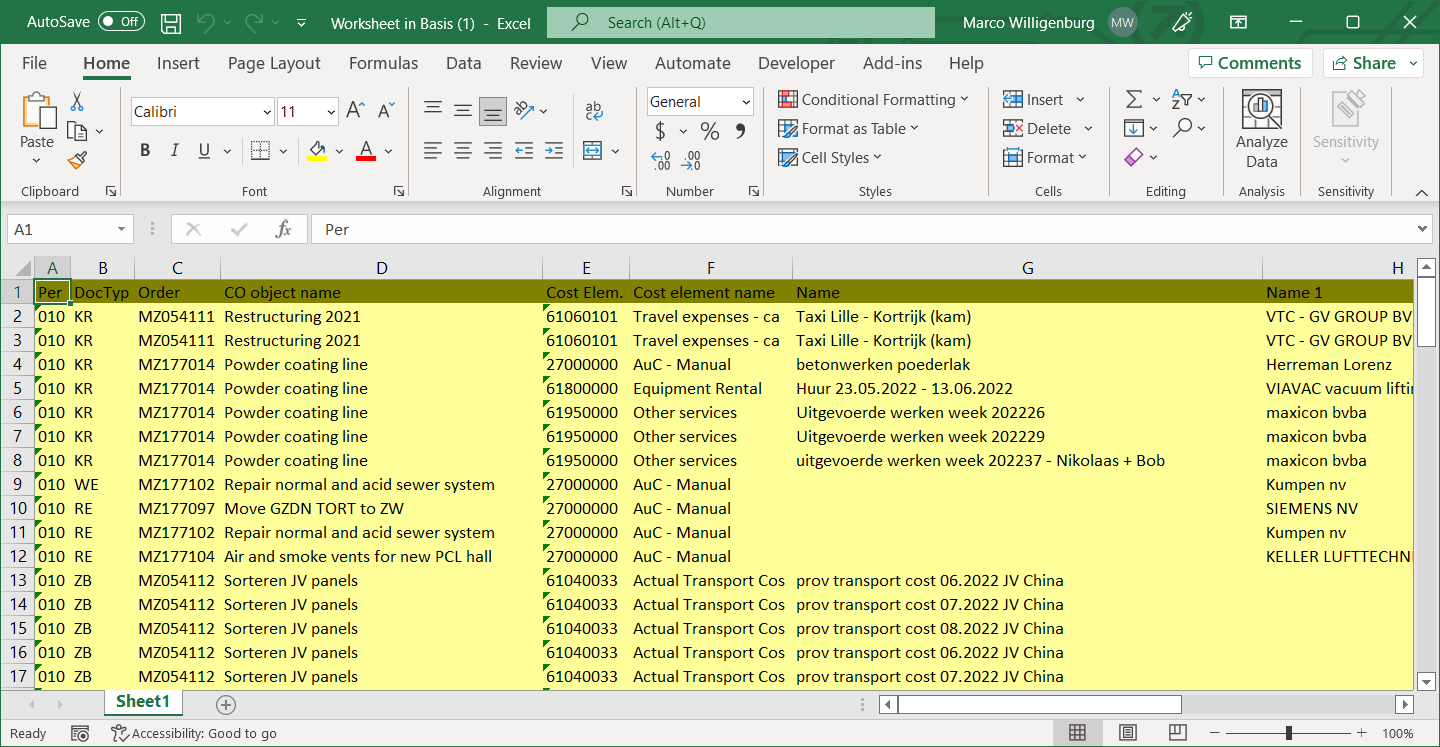 AutoSave Off Worksheet in Basis (1) - Excel Search (Alt+Q) Marco Willigenburg MW
File Home Insert Page Layout Formulas Data Review View Automate Developer Add-ins Help Comments Share
Paste
Calibri 11
B I U A
ab
General
$ % 9
Conditional Formatting
Format as Table
Cell Styles
Insert
Delete
Format
Analyze
Data
Sensitivity
Clipboard Font Alignment Number Styles Cells Editing Analysis Sensitivity
A1 fx Per
A B C D E F G H
1 Per DocTyp Order CO object name Cost Elem. Cost element name Name Name 1
2 010 KR MZ054111 Restructuring 2021 61060101 Travel expenses - ca Taxi Lille - Kortrijk (kam) VTC - GV GROUP BV
3 010 KR MZ054111 Restructuring 2021 61060101 Travel expenses - ca Taxi Lille - Kortrijk (kam) VTC - GV GROUP BV
4 010 KR MZ177014 Powder coating line 27000000 AuC - Manual betonwerken poederlak Herreman Lorenz
5 010 KR MZ177014 Powder coating line 61800000 Equipment Rental Huur 23.05.2022 - 13.06.2022 VIAVAC vacuum liftin
6 010 KR MZ177014 Powder coating line 61950000 Other services Uitgevoerde werken week 202226 maxicon bvba
7 010 KR MZ177014 Powder coating line 61950000 Other services Uitgevoerde werken week 202229 maxicon bvba
8 010 KR MZ177014 Powder coating line 61950000 Other services uitgevoerde werken week 202237 - Nikolaas + Bob maxicon bvba
9 010 WE MZ177102 Repair normal and acid sewer system 27000000 AuC - Manual Kumpen nv
10 010 RE MZ177097 Move GZDN TORT to ZW 27000000 AuC - Manual SIEMENS NV
11 010 RE MZ177102 Repair normal and acid sewer system 27000000 AuC - Manual Kumpen nv
12 010 RE MZ177104 Air and smoke vents for new PCL hall 27000000 AuC - Manual KELLER LUFTTECHNI
13 010 ZB MZ054112 Sorteren JV panels 61040033 Actual Transport Cos prov transport cost 06.2022 JV China
14 010 ZB MZ054112 Sorteren JV panels 61040033 Actual Transport Cos prov transport cost 07.2022 JV China
15 010 ZB MZ054112 Sorteren JV panels 61040033 Actual Transport Cos prov transport cost 08.2022 JV China
16 010 ZB MZ054112 Sorteren JV panels 61040033 Actual Transport Cos prov transport cost 06.2022 JV China
17 010 ZB MZ054112 Sorteren JV panels 61040033 Actual Transport Cos prov transport cost 07.2022 JV China
Sheet1
Ready Accessibility: Good to go 100%